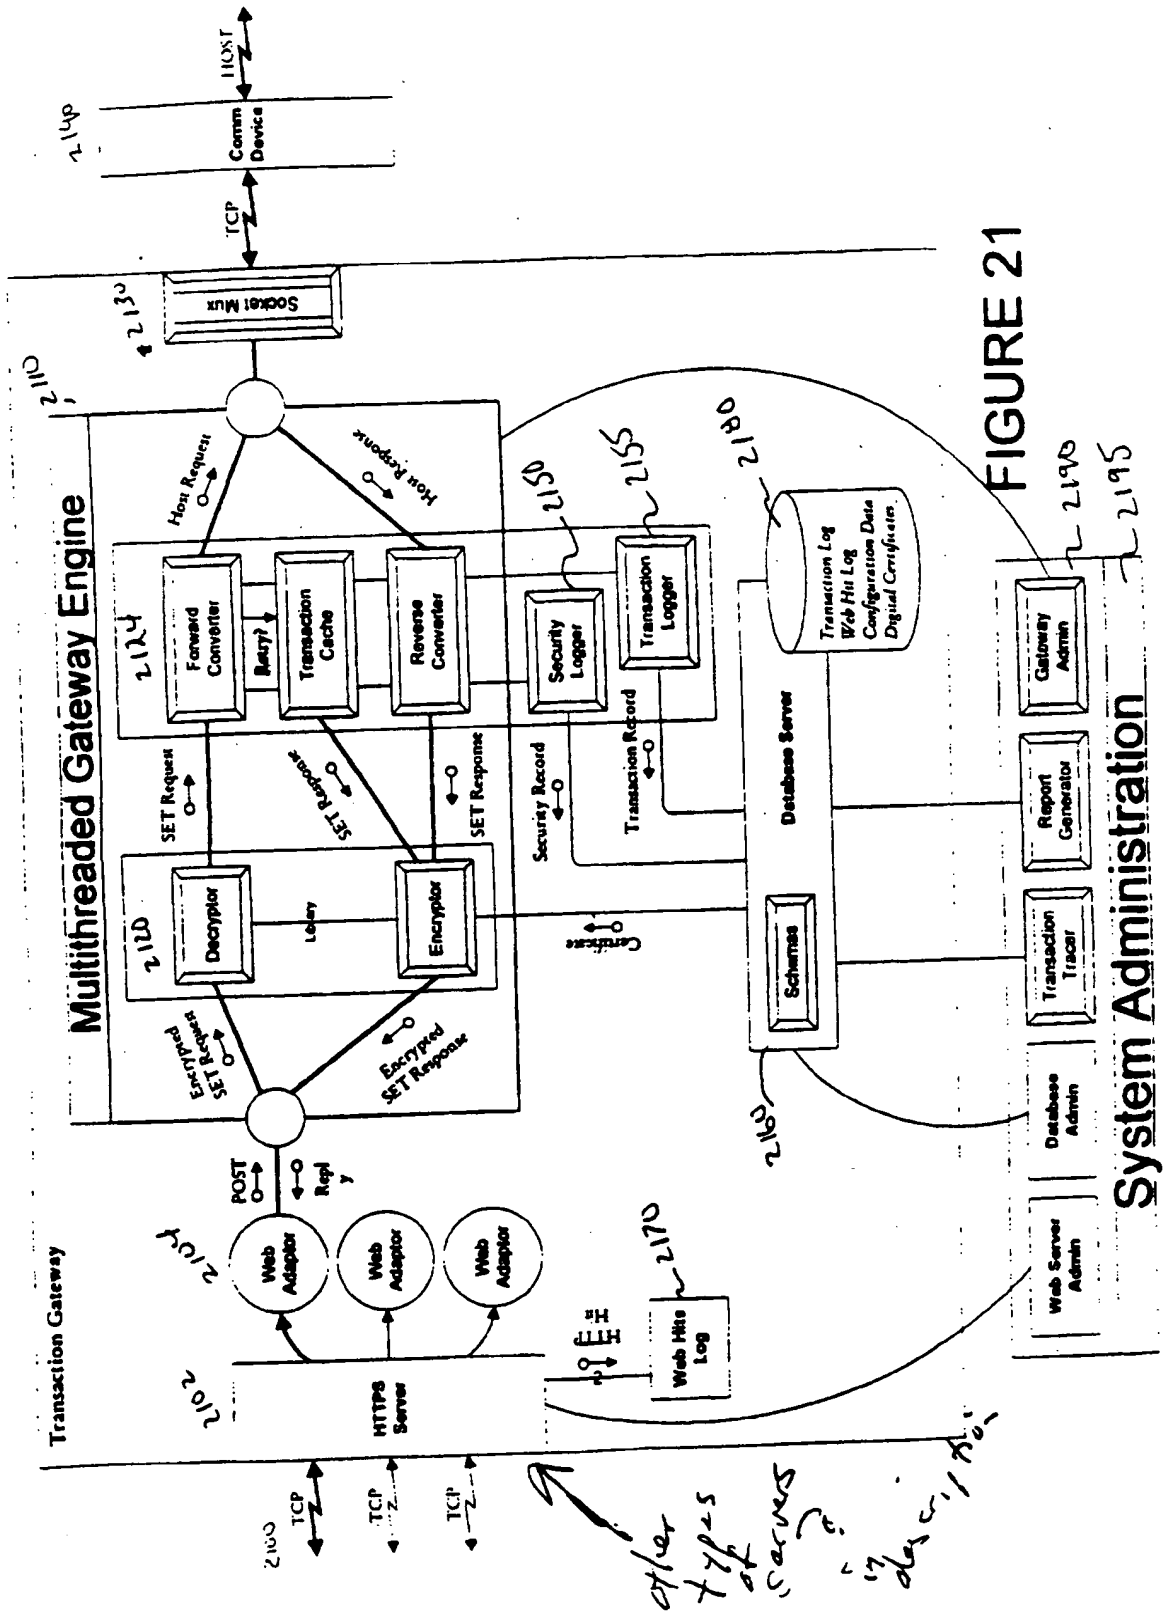 Transaction Gateway
2100
TCP
TCP
TCP
2102
HTTPS
Server
2104
Web
Adaptor
Web
Adaptor
Web
Adaptor
POST
Repl
y
2170
Web Hits
Log
Multithreaded Gateway Engine
2110
2120
Encrypted
SET Request
Encrypted
SET Response
Decryptor
Library
Encryptor
SET Request
SET Response
SET Response
2124
Forward
Converter
Retry?
Transaction
Cache
Reverse
Converter
Host Request
Host Response
2130
Socket Mux
TCP
2140
Comm
Device
HOST
2150
Security
Logger
2155
Transaction
Logger
Certificate
Security Record
Transaction Record
2160
Schemas
Database Server
2180
Transaction Log
Web Hit Log
Configuration Data
Digital Certificates
Web Server
Admin
Database
Admin
Transaction
Tracer
Report
Generator
Gateway
Admin
2190
2195
System Administration
FIGURE 21
other
types
of
servers
?
in
description